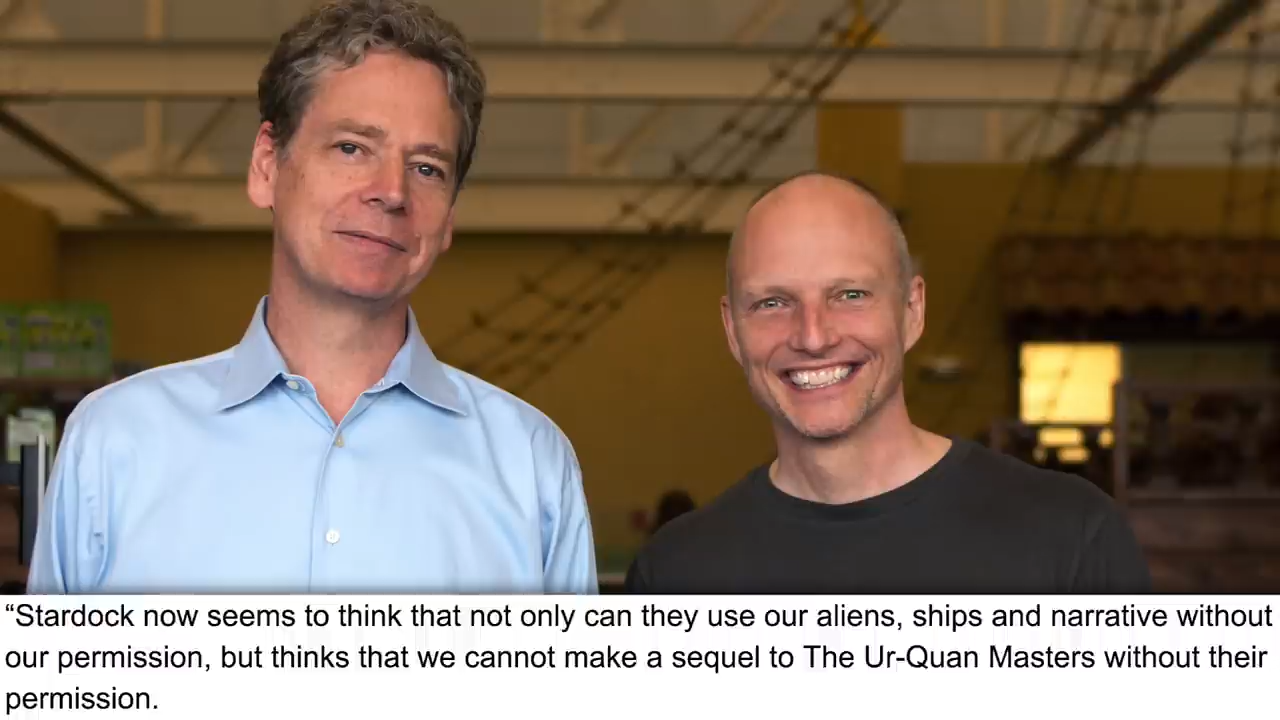 “Stardock now seems to think that not only can they use our aliens, ships and narrative without
our permission, but thinks that we cannot make a sequel to The Ur-Quan Masters without their
permission.